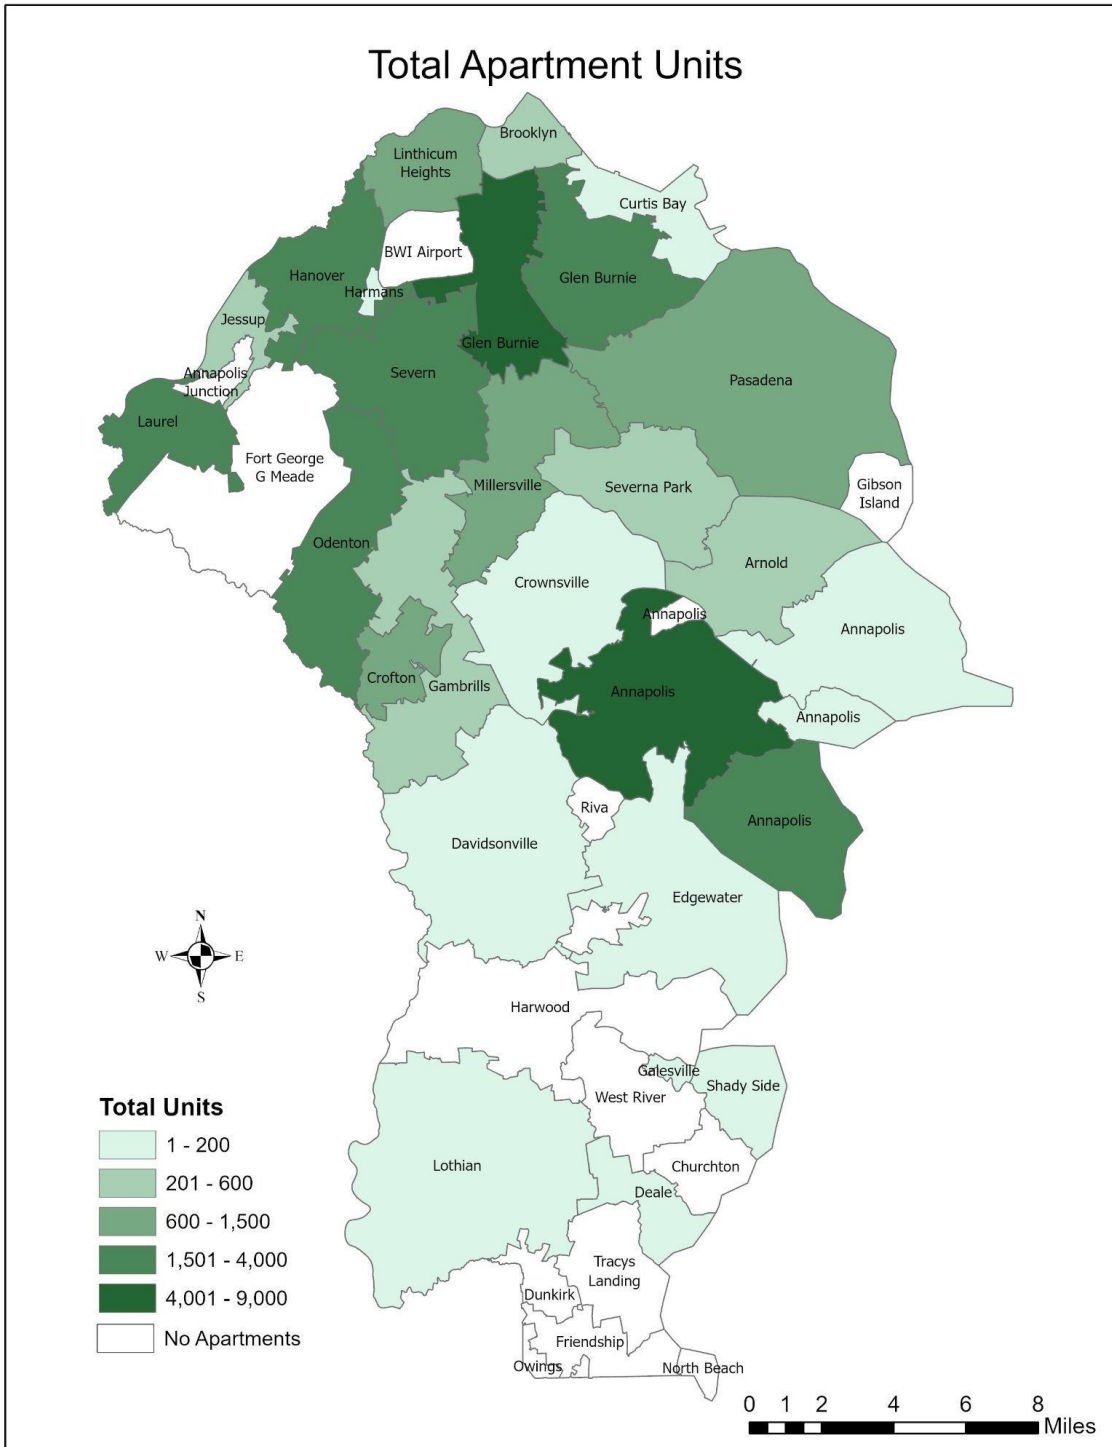 Total Apartment Units
Brooklyn
Linthicum
Heights
Curtis Bay
BWI Airport
Hanover
Glen Burnie
Harmans
Jessup
Glen Burnie
Annapolis
Junction
Severn
Pasadena
Laurel
Fort George
G Meade
Millersville
Severna Park
Gibson
Island
Odenton
Arnold
Crownsville
Annapolis
Annapolis
Crofton
Gambrills
Annapolis
Annapolis
Riva
Annapolis
Davidsonville
Edgewater
N
W
E
S
Harwood
Galesville
Shady Side
West River
Lothian
Churchton
Deale
Tracys
Landing
Dunkirk
Friendship
Owings
North Beach
Total Units
1 - 200
201 - 600
600 - 1,500
1,501 - 4,000
4,001 - 9,000
No Apartments
0 1 2 4 6 8
Miles